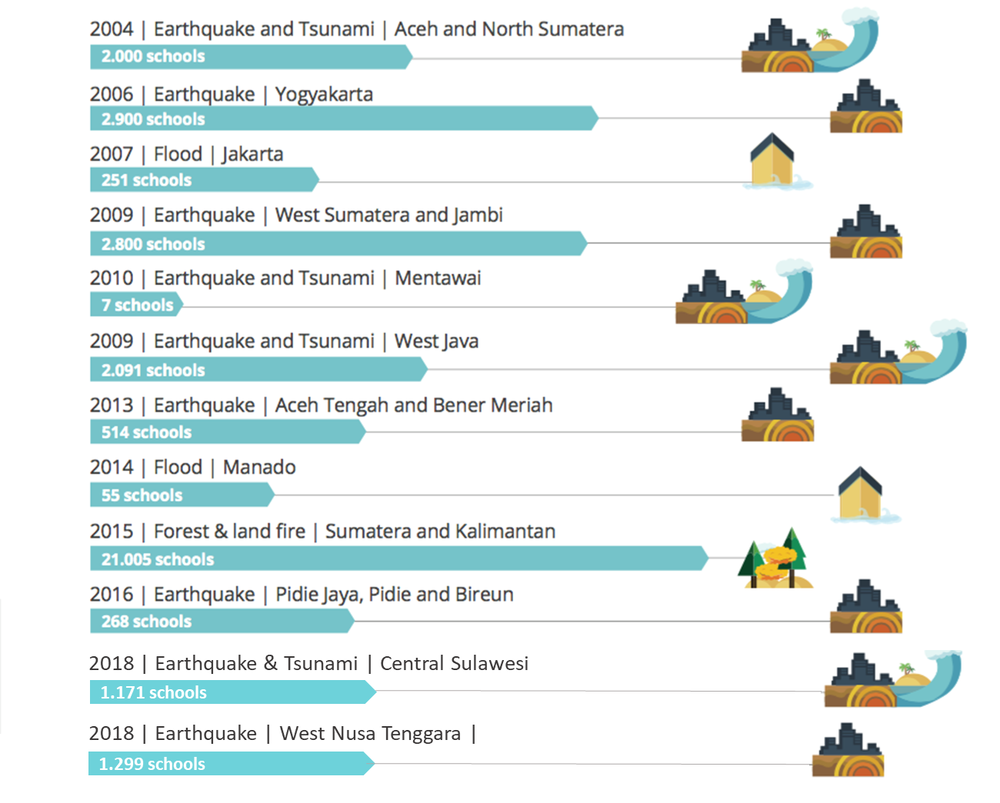 2004 | Earthquake and Tsunami | Aceh and North Sumatera
2.000 schools
2006 | Earthquake | Yogyakarta
2.900 schools
2007 | Flood | Jakarta
251 schools
2009 | Earthquake | West Sumatera and Jambi
2.800 schools
2010 | Earthquake and Tsunami | Mentawai
7 schools
2009 | Earthquake and Tsunami | West Java
2.091 schools
2013 | Earthquake | Aceh Tengah and Bener Meriah
514 schools
2014 | Flood | Manado
55 schools
2015 | Forest & land fire | Sumatera and Kalimantan
21.005 schools
2016 | Earthquake | Pidie Jaya, Pidie and Bireun
268 schools
2018 | Earthquake & Tsunami | Central Sulawesi
1.171 schools
2018 | Earthquake | West Nusa Tenggara |
1.299 schools